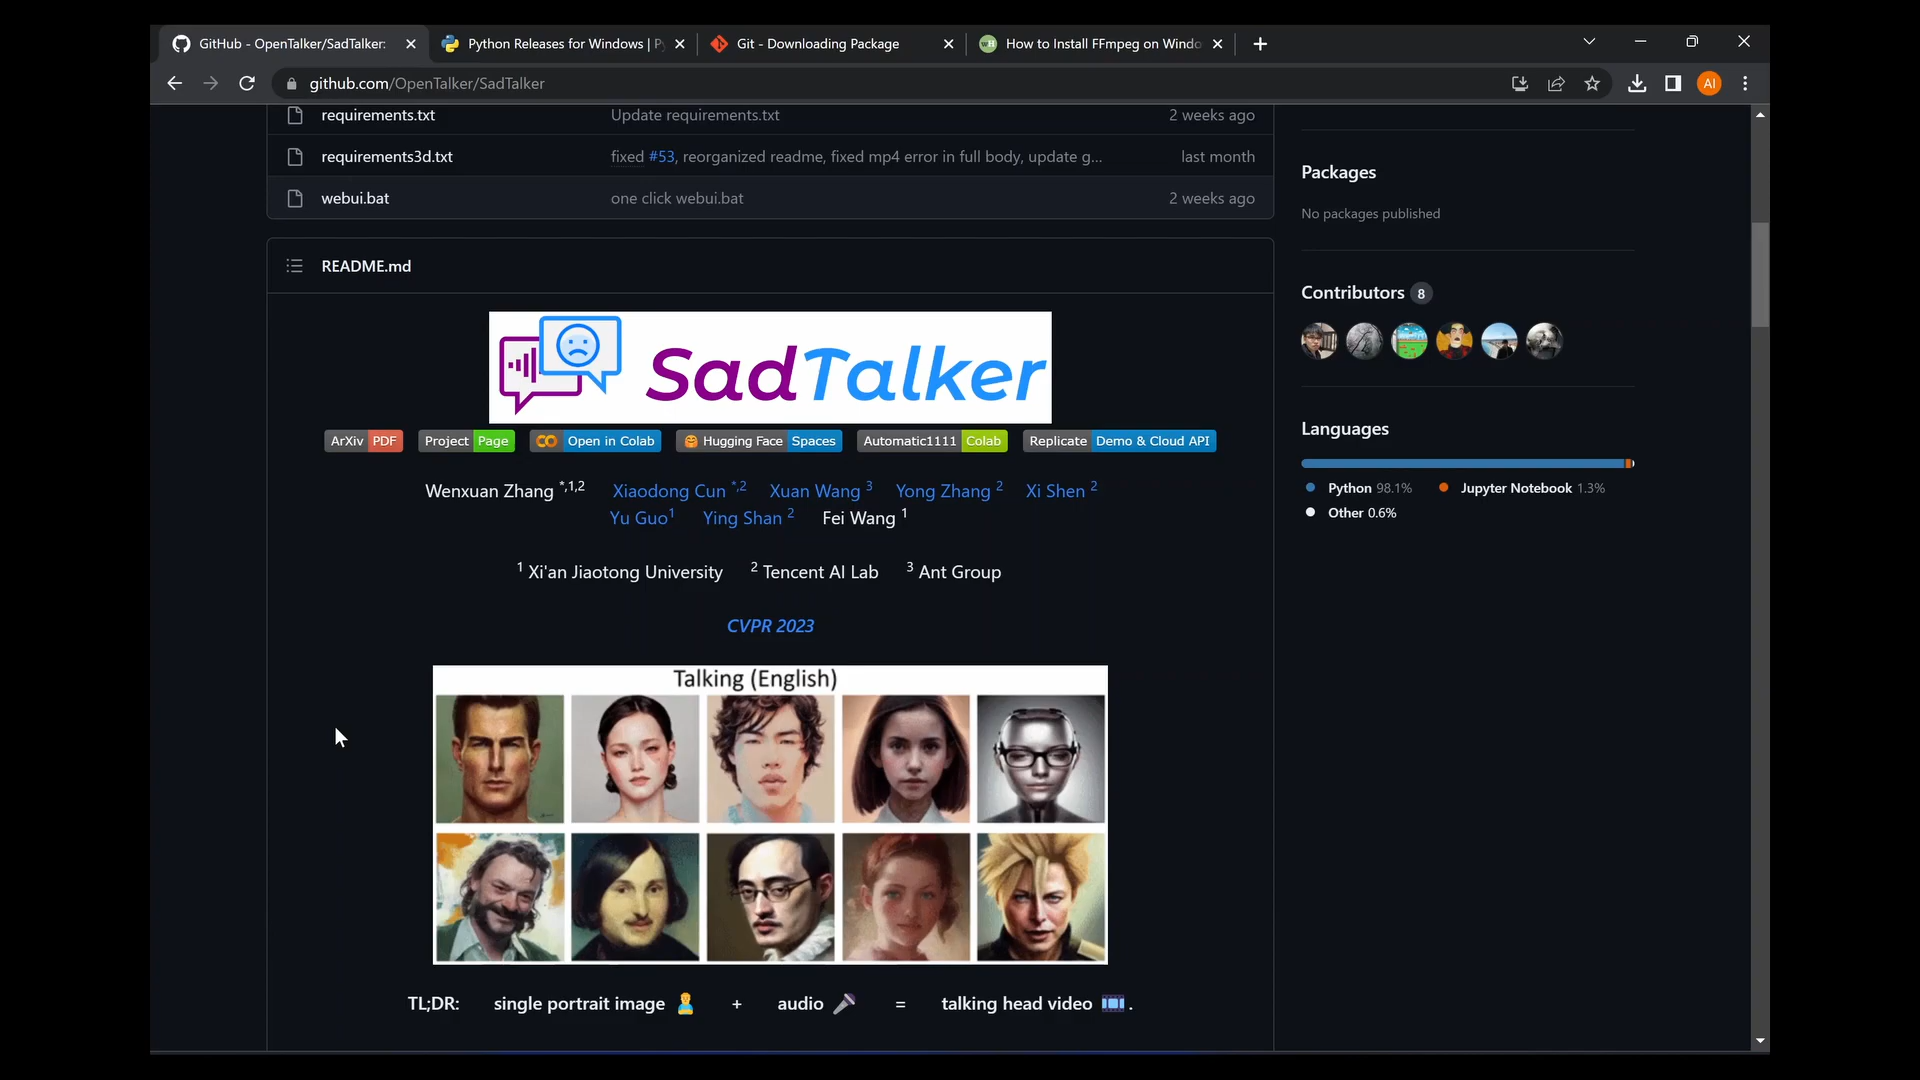 GitHub - OpenTalker/SadTalker:
Python Releases for Windows | Py
Git - Downloading Package
How to Install FFmpeg on Windo
github.com/OpenTalker/SadTalker
AI
requirements.txt Update requirements.txt 2 weeks ago
requirements3d.txt fixed #53, reorganized readme, fixed mp4 error in full body, update g... last month
webui.bat one click webui.bat 2 weeks ago
README.md
SadTalker
ArXiv PDF Project Page Open in Colab Hugging Face Spaces Automatic1111 Colab Replicate Demo & Cloud API
Wenxuan Zhang *,1,2 Xiaodong Cun *,2 Xuan Wang 3 Yong Zhang 2 Xi Shen 2
Yu Guo1 Ying Shan 2 Fei Wang 1
1 Xi'an Jiaotong University 2 Tencent AI Lab 3 Ant Group
CVPR 2023
Talking (English)
TL;DR: single portrait image + audio = talking head video .
Packages
No packages published
Contributors 8
Languages
Python 98.1% Jupyter Notebook 1.3%
Other 0.6%